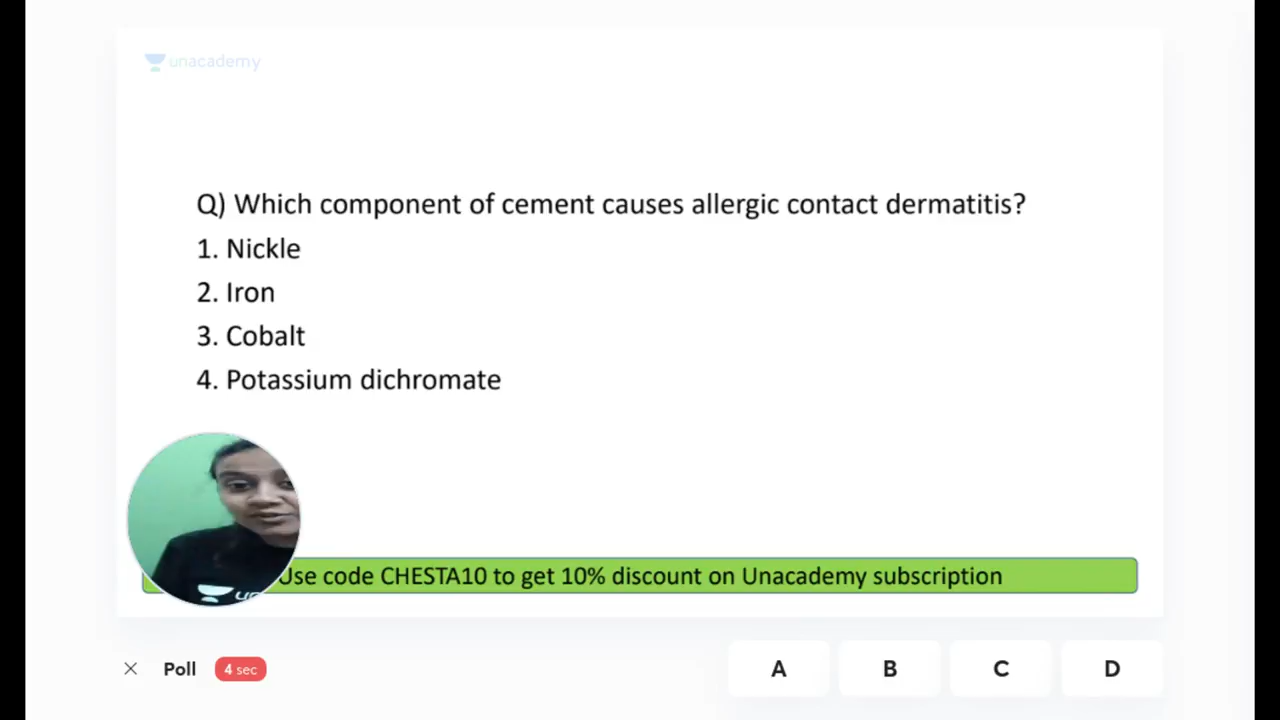 unacademy
Q) Which component of cement causes allergic contact dermatitis?
1. Nickle
2. Iron
3. Cobalt
4. Potassium dichromate
Use code CHESTA10 to get 10% discount on Unacademy subscription
Poll
4 sec
A
B
C
D